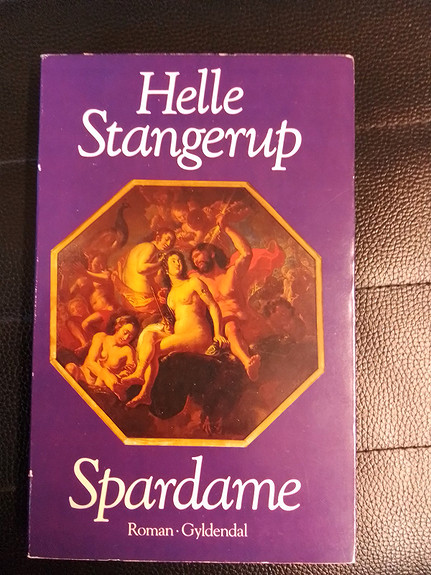 Helle
Stangerup
Spardame
Roman · Gyldendal